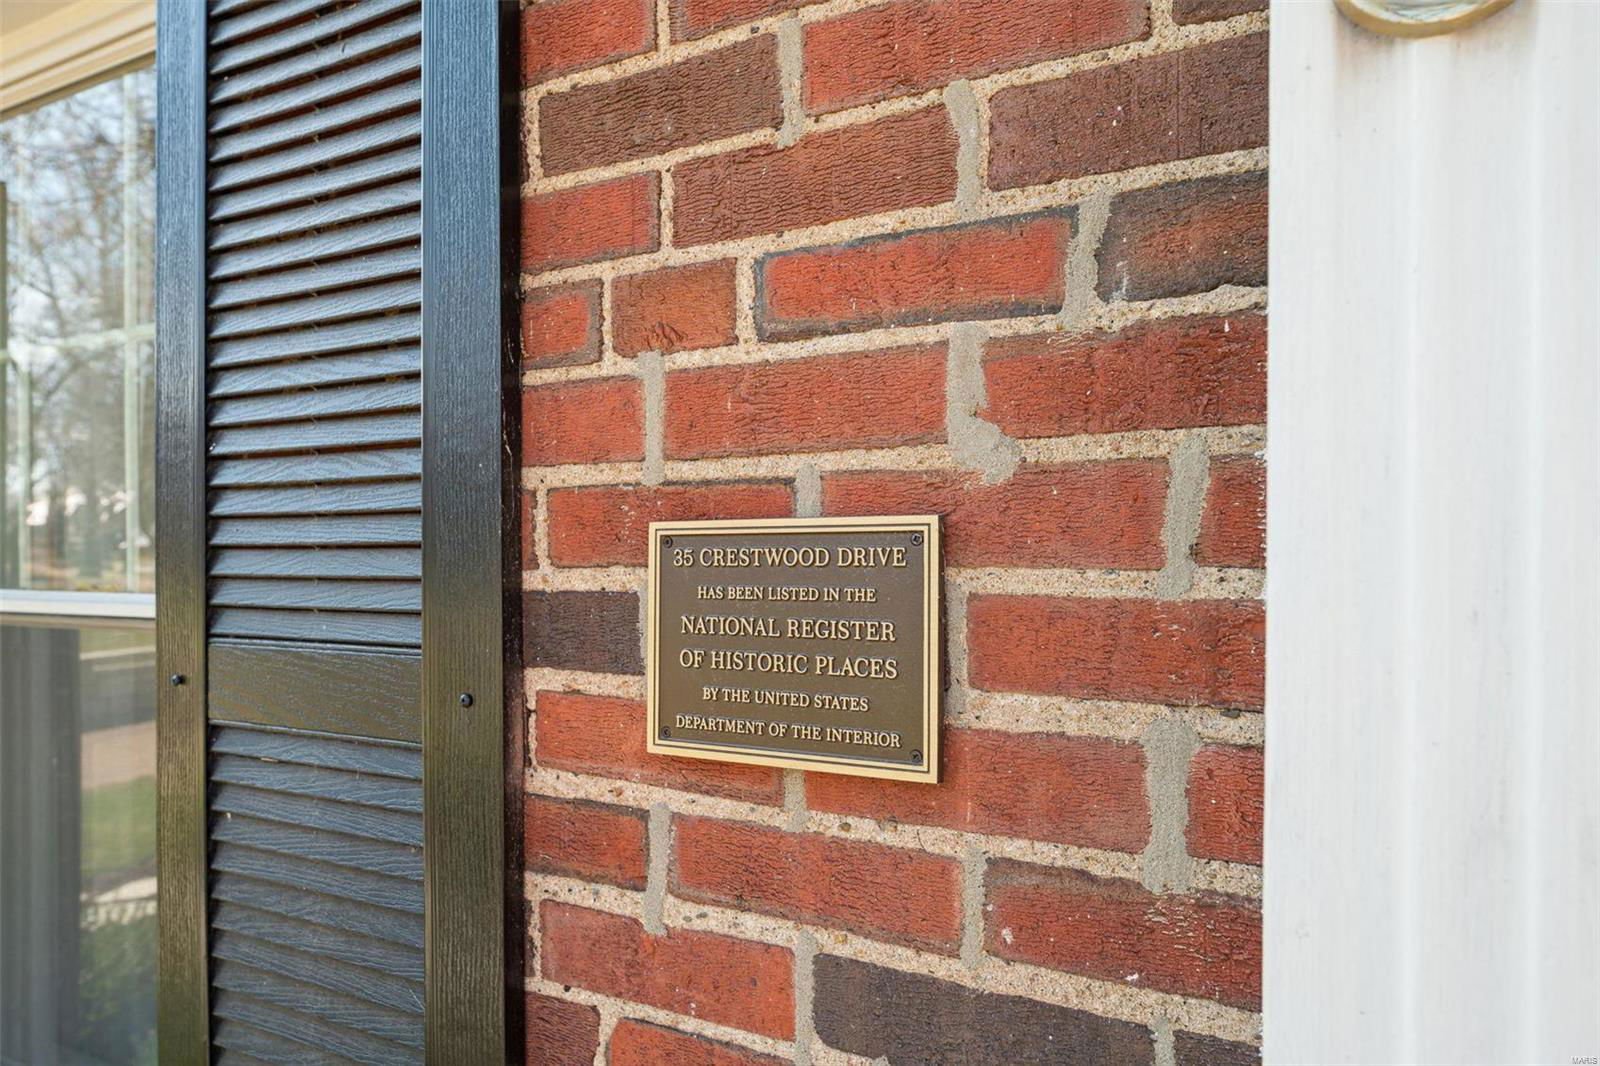 35 CRESTWOOD DRIVE
HAS BEEN LISTED IN THE
NATIONAL REGISTER
OF HISTORIC PLACES
BY THE UNITED STATES
DEPARTMENT OF THE INTERIOR
MARIS